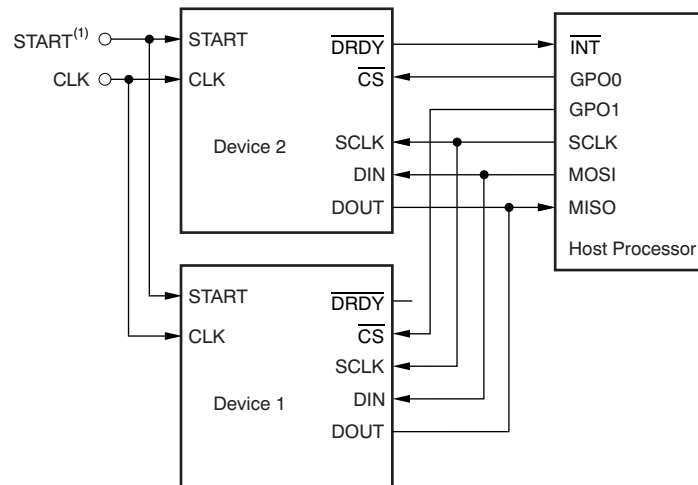 START(1)
CLK
START
CLK
Device 2
DRDY
CS
SCLK
DIN
DOUT
INT
GPO0
GPO1
SCLK
MOSI
MISO
Host Processor
START
CLK
Device 1
DRDY
CS
SCLK
DIN
DOUT